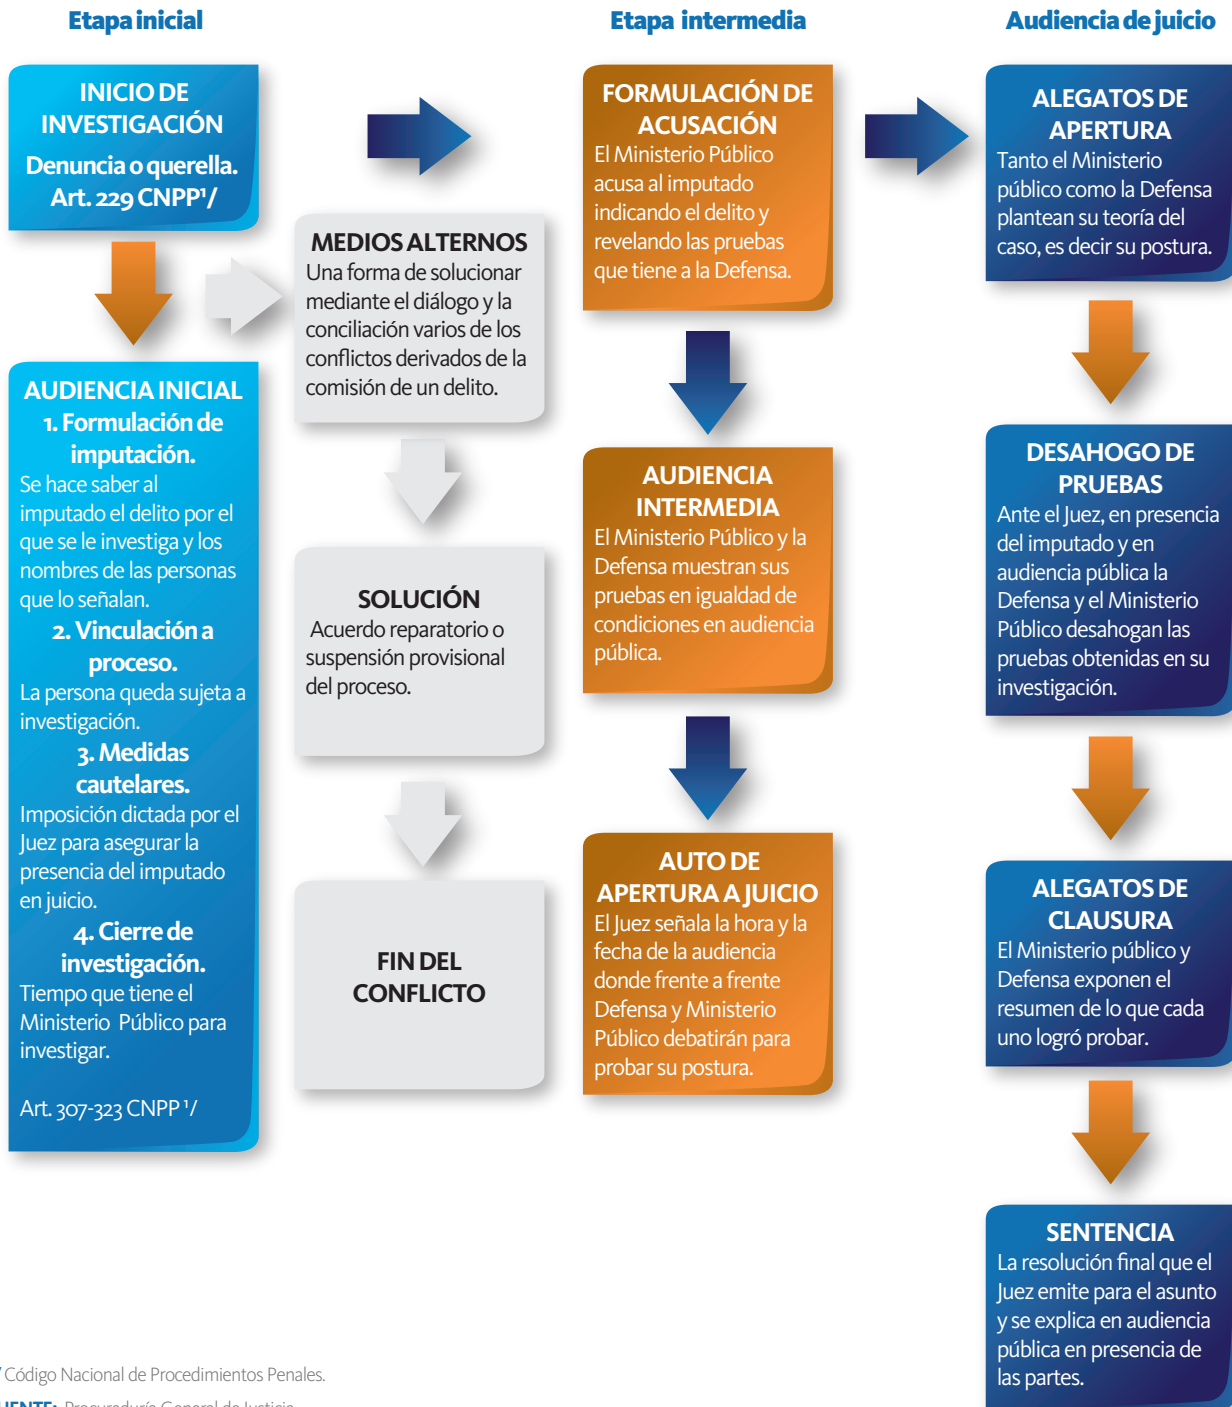 Etapa inicial
INICIO DE
INVESTIGACIÓN
Denuncia o querella.
Art. 229 CNPP¹/
AUDIENCIA INICIAL
1. Formulación de
imputación.
Se hace saber al
imputado el delito por el
que se le investiga y los
nombres de las personas
que lo señalan.
2. Vinculación a
proceso.
La persona queda sujeta a
investigación.
3. Medidas
cautelares.
Imposición dictada por el
Juez para asegurar la
presencia del imputado
en juicio.
4. Cierre de
investigación.
Tiempo que tiene el
Ministerio Público para
investigar.
Art. 307-323 CNPP ¹/
MEDIOS ALTERNOS
Una forma de solucionar
mediante el diálogo y la
conciliación varios de los
conflictos derivados de la
comisión de un delito.
SOLUCIÓN
Acuerdo reparatorio o
suspensión provisional
del proceso.
FIN DEL
CONFLICTO
Etapa intermedia
FORMULACIÓN DE
ACUSACIÓN
El Ministerio Público
acusa al imputado
indicando el delito y
revelando las pruebas
que tiene a la Defensa.
AUDIENCIA
INTERMEDIA
El Ministerio Público y la
Defensa muestran sus
pruebas en igualdad de
condiciones en audiencia
pública.
AUTO DE
APERTURA A JUICIO
El Juez señala la hora y la
fecha de la audiencia
donde frente a frente
Defensa y Ministerio
Público debatirán para
probar su postura.
Audiencia de juicio
ALEGATOS DE
APERTURA
Tanto el Ministerio
público como la Defensa
plantean su teoría del
caso, es decir su postura.
DESAHOGO DE
PRUEBAS
Ante el Juez, en presencia
del imputado y en
audiencia pública la
Defensa y el Ministerio
Público desahogan las
pruebas obtenidas en su
investigación.
ALEGATOS DE
CLAUSURA
El Ministerio público y
Defensa exponen el
resumen de lo que cada
uno logró probar.
SENTENCIA
La resolución final que el
Juez emite para el asunto
y se explica en audiencia
pública en presencia de
las partes.
/ Código Nacional de Procedimientos Penales.
UENTE: Procuraduría General de Justicia